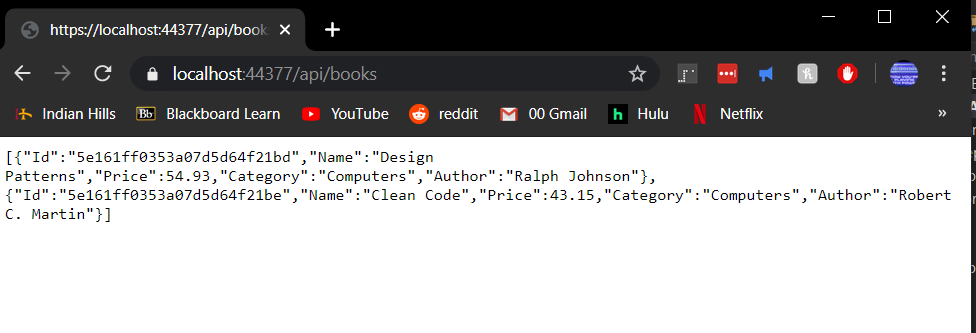 https://localhost:44377/api/book
localhost:44377/api/books
Indian Hills Bb Blackboard Learn YouTube reddit 00 Gmail h Hulu N Netflix »
[{"Id":"5e161ff0353a07d5d64f21bd","Name":"Design
Patterns","Price":54.93,"Category":"Computers","Author":"Ralph Johnson"},
{"Id":"5e161ff0353a07d5d64f21be","Name":"Clean Code","Price":43.15,"Category":"Computers","Author":"Robert
C. Martin"}]